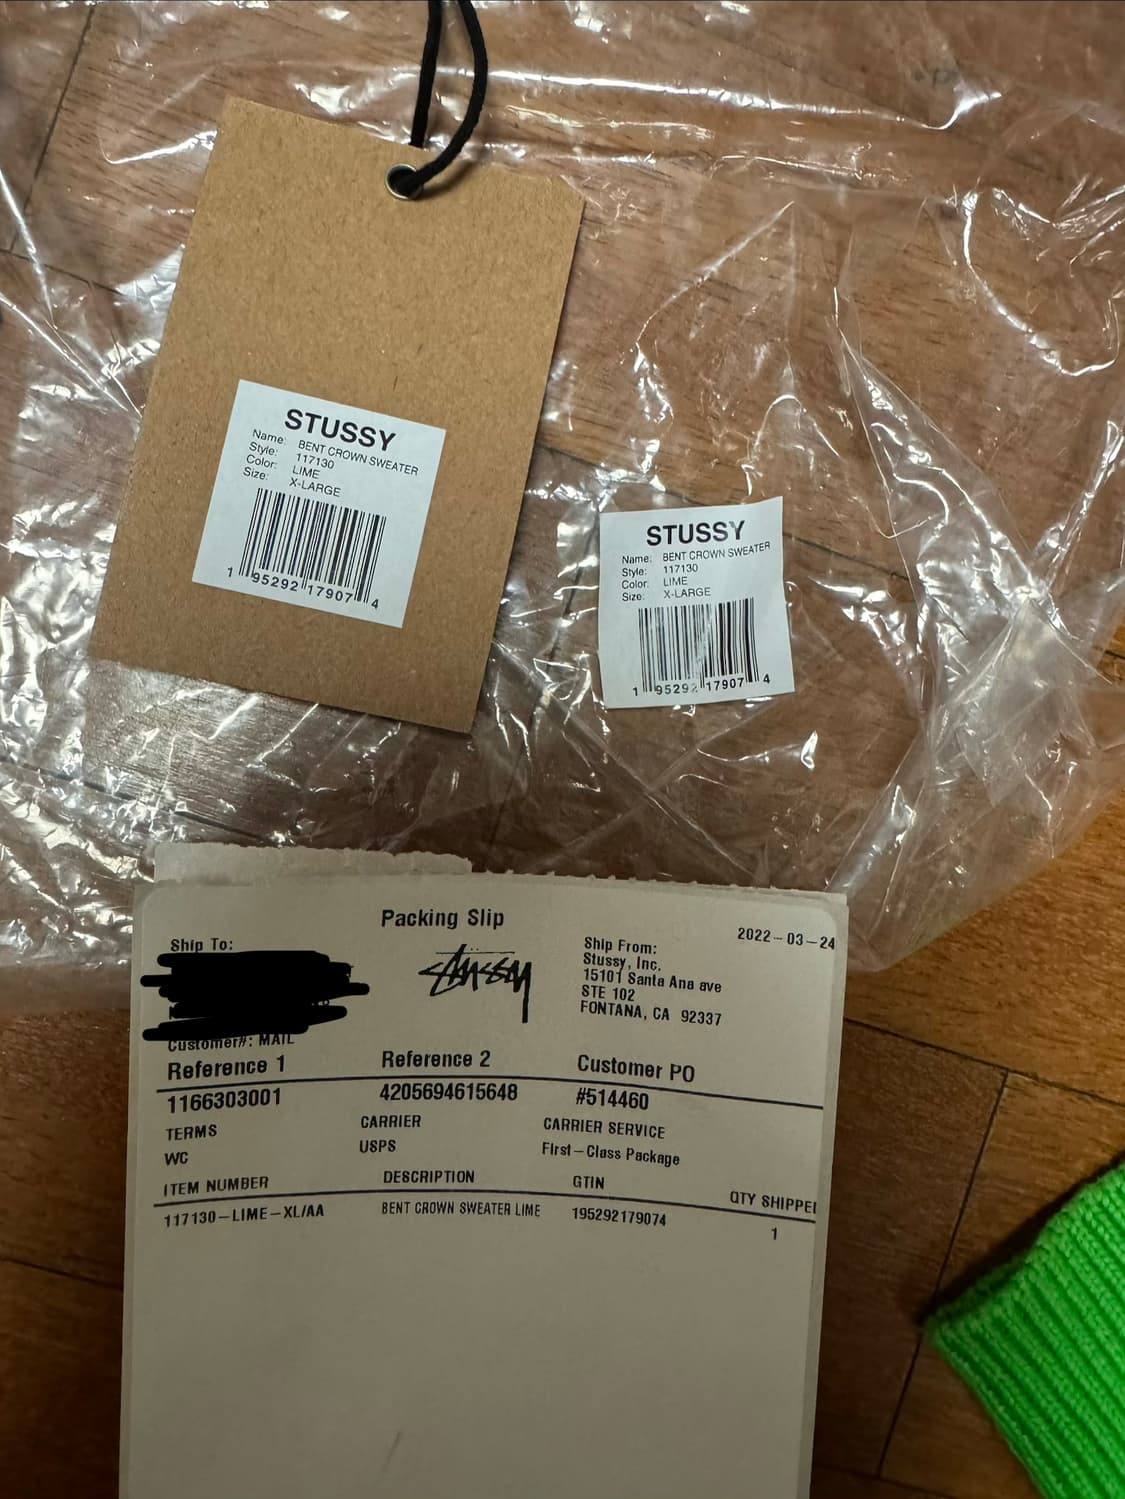 STUSSY
Name: BENT CROWN SWEATER
Style: 117130
Color: LIME
Size: X-LARGE
1 95292 17907 4
STUSSY
Name: BENT CROWN SWEATER
Style: 117130
Color: LIME
Size: X-LARGE
1 95292 17907 4
Packing Slip
2022-03-24
Ship To:
Stüssy
Ship From:
Stussy, Inc.
15101 Santa Ana ave
STE 102
FONTANA, CA 92337
Customer#: MAIL
Reference 1 Reference 2 Customer PO
1166303001 4205694615648 #514460
TERMS CARRIER CARRIER SERVICE
WC USPS First-Class Package
ITEM NUMBER DESCRIPTION GTIN QTY SHIPPE
117130-LIME-XL/AA BENT CROWN SWEATER LIME 195292179074 1